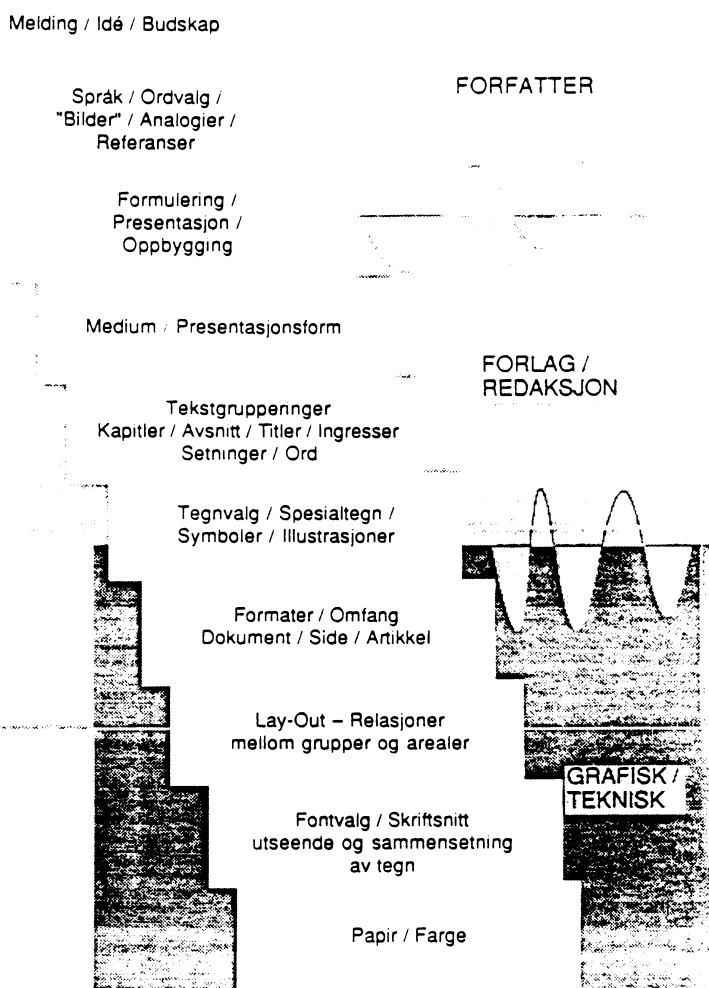 Melding / Idé / Budskap
Språk / Ordvalg /
"Bilder" / Analogier /
Referanser
FORFATTER
Formulering /
Presentasjon /
Oppbygging
Medium / Presentasjonsform
FORLAG /
REDAKSJON
Tekstgrupperinger
Kapitler / Avsnitt / Titler / Ingresser
Setninger / Ord
Tegnvalg / Spesialtegn /
Symboler / Illustrasjoner
Formater / Omfang
Dokument / Side / Artikkel
Lay-Out – Relasjoner
mellom grupper og arealer
GRAFISK /
TEKNISK
Fontvalg / Skriftsnitt
utseende og sammensetning
av tegn
Papir / Farge